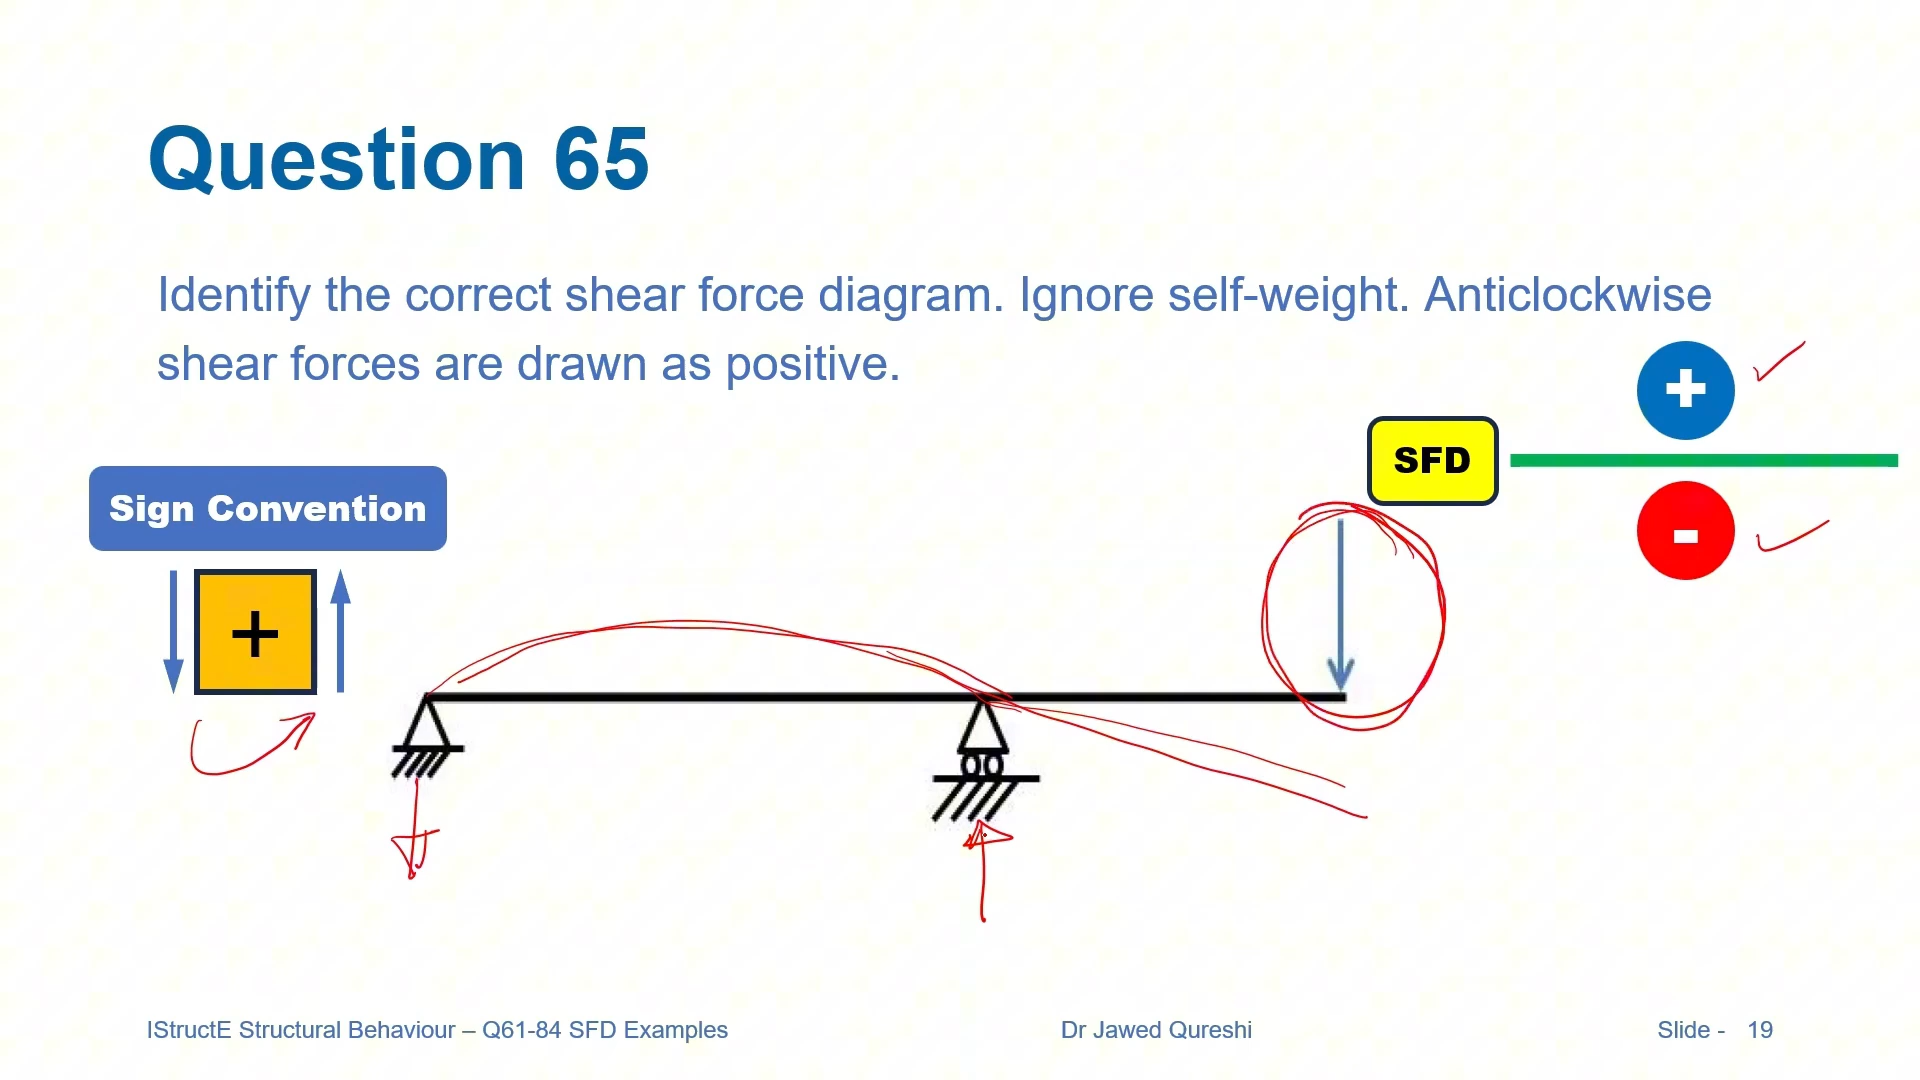 Question 65
Identify the correct shear force diagram. Ignore self-weight. Anticlockwise
shear forces are drawn as positive.
+
SFD
-
Sign Convention
+
IStructE Structural Behaviour – Q61-84 SFD Examples
Dr Jawed Qureshi
Slide - 19